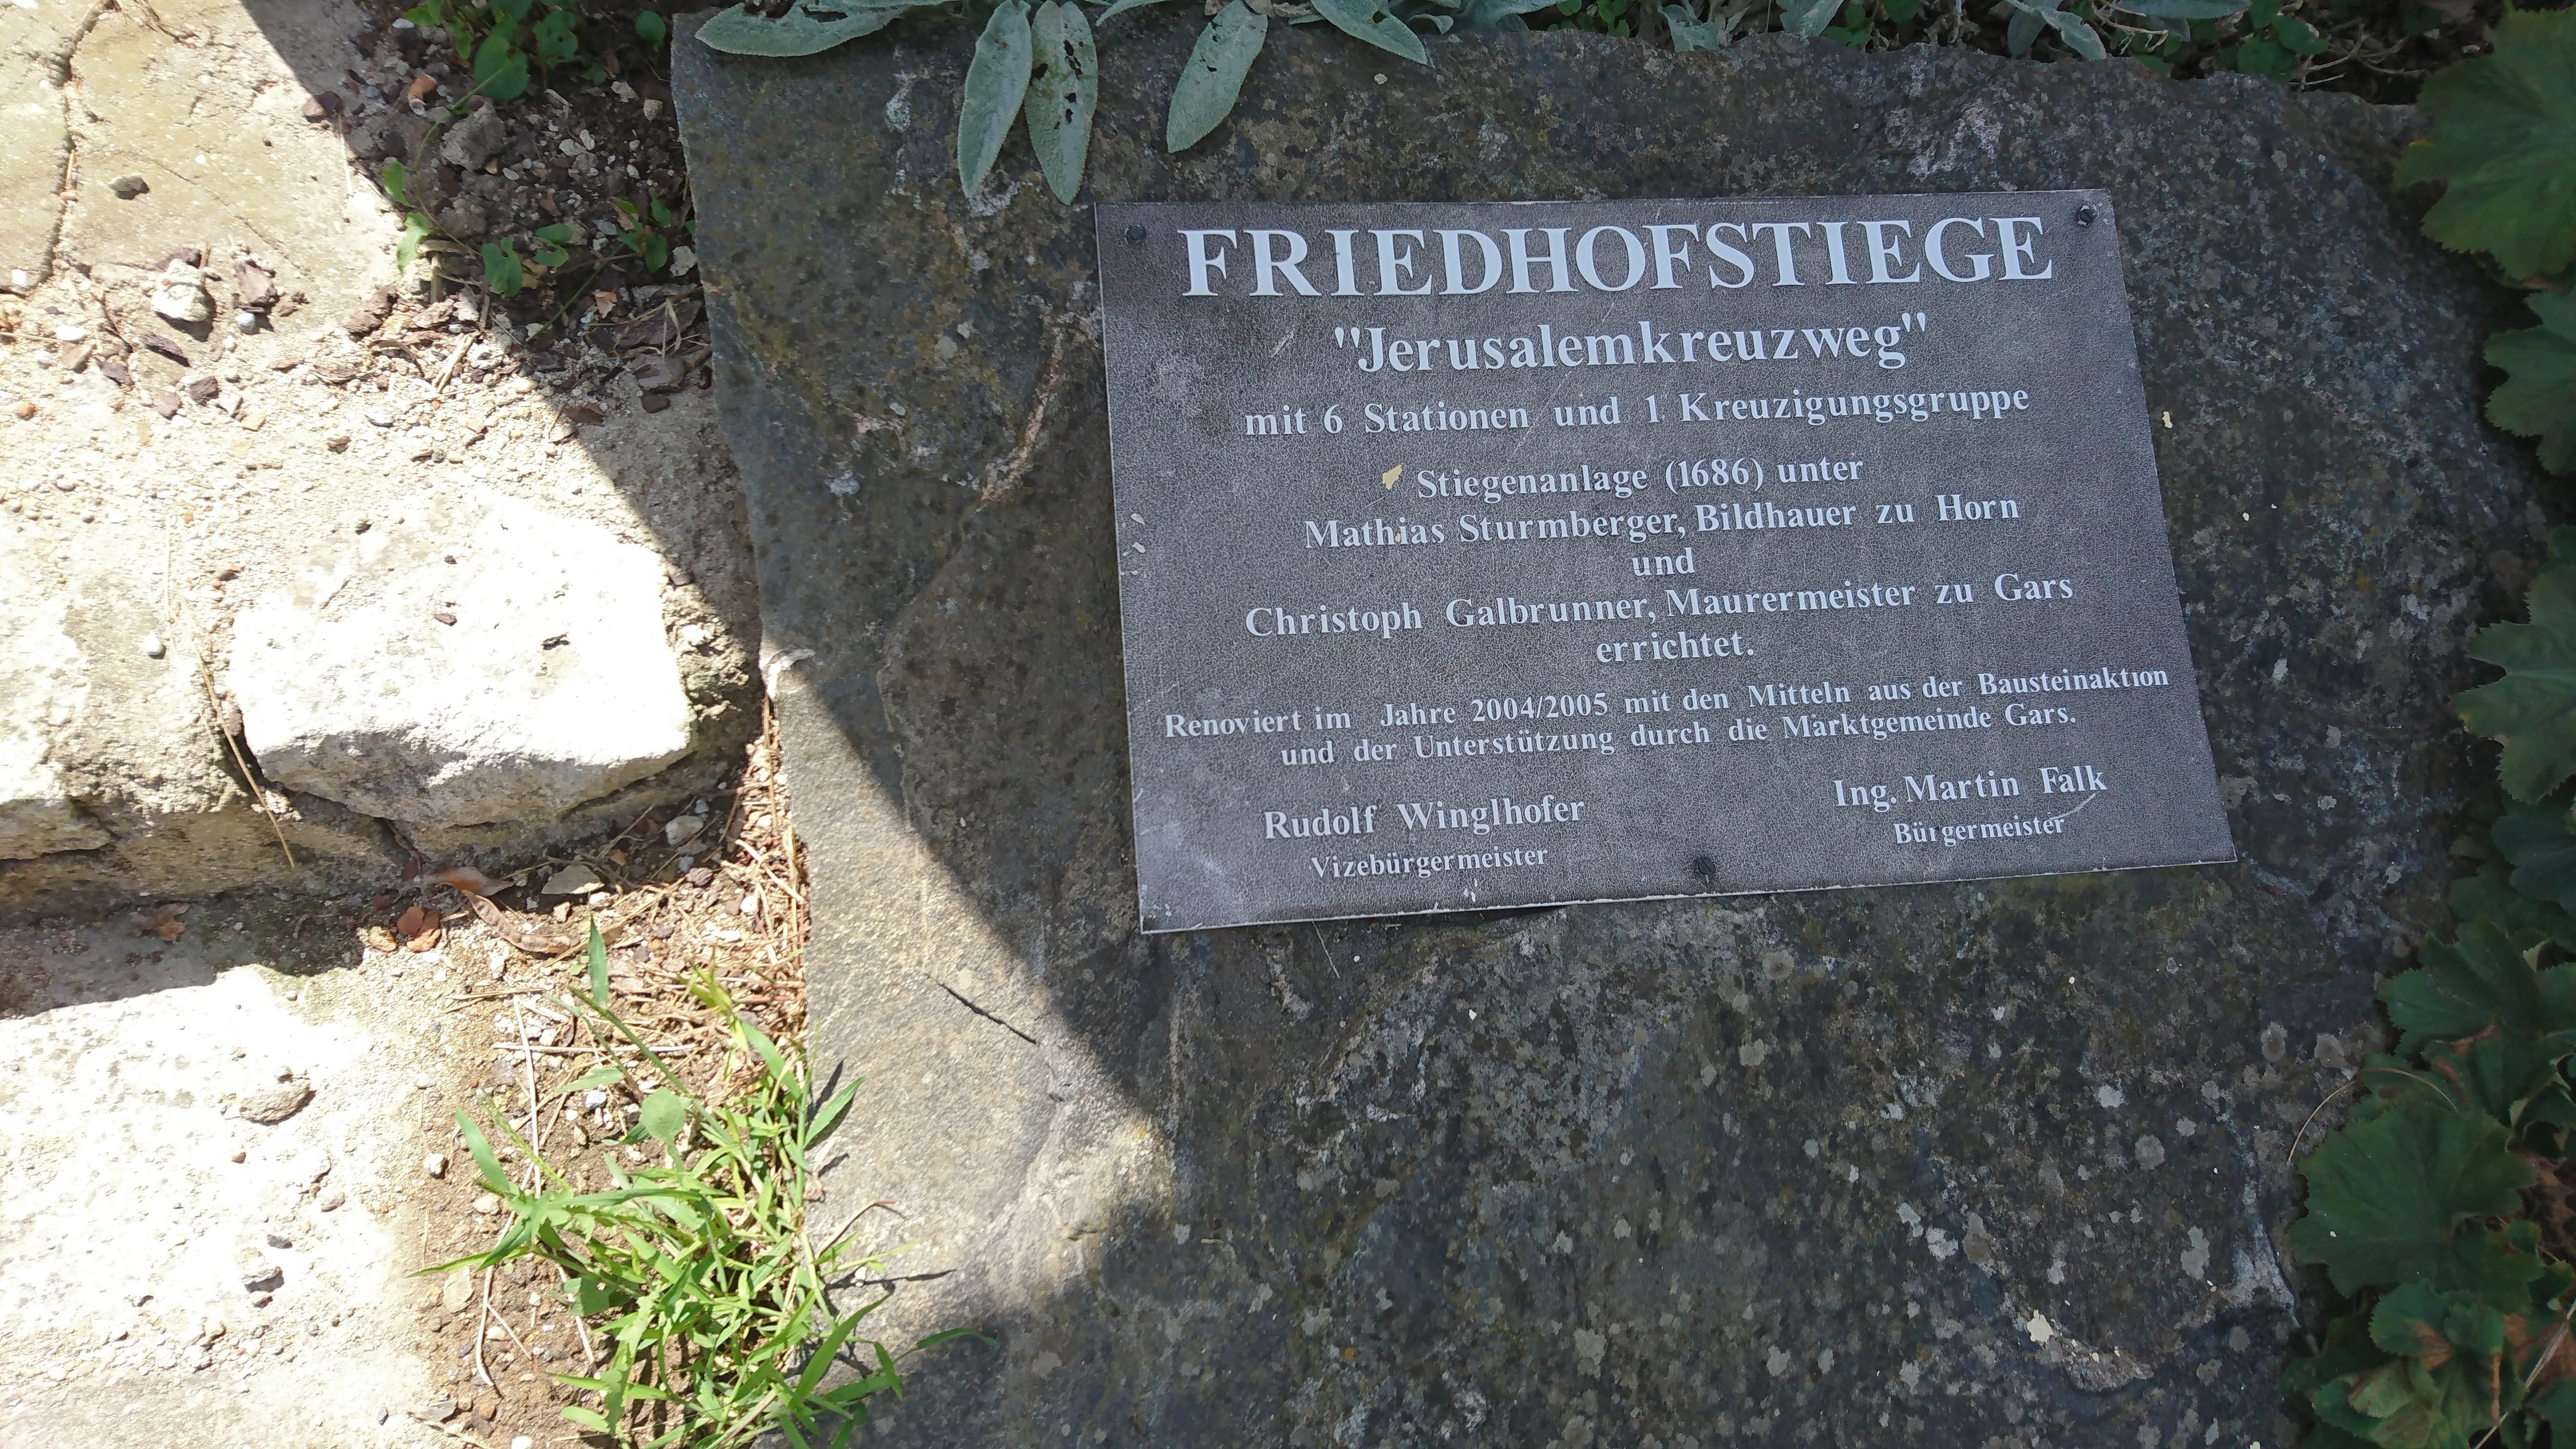 FRIEDHOFSTIEGE
"Jerusalemkreuzweg"
mit 6 Stationen und 1 Kreuzigungsgruppe
Stiegenanlage (1686) unter
Mathias Sturmberger, Bildhauer zu Horn
und
Christoph Galbrunner, Maurermeister zu Gars
errichtet.
Renoviert im Jahre 2004/2005 mit den Mitteln aus der Bausteinaktion
und der Unterstützung durch die Marktgemeinde Gars.
Rudolf Winglhofer
Vizebürgermeister
Ing. Martin Falk
Bürgermeister